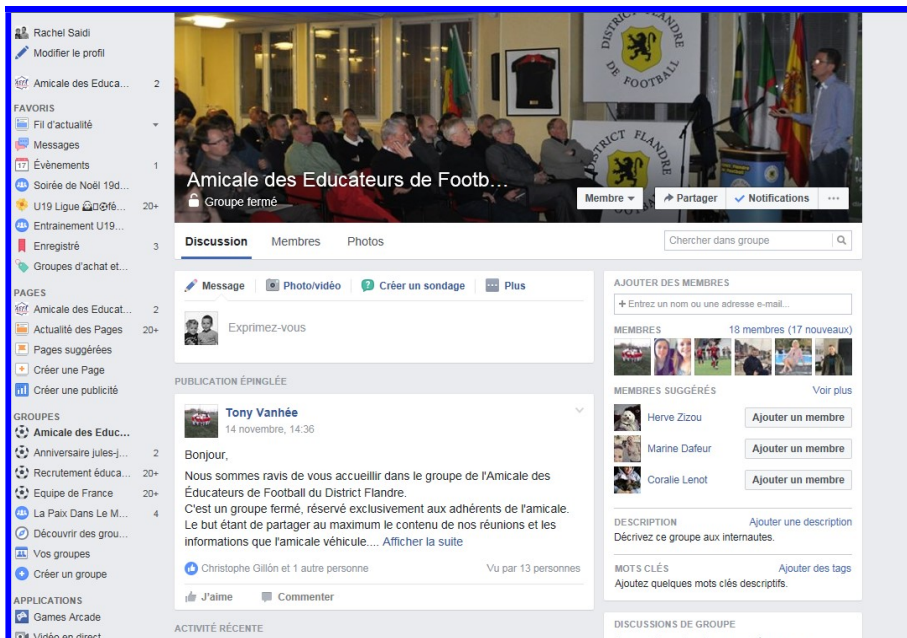 Rachel Saidi
Modifier le profil
Amicale des Educa... 2
FAVORIS
Fil d'actualité
Messages
17 Évènements 1
Soirée de Noël 19d...
U19 Ligue fé... 20+
Entrainement U19...
Enregistré 3
Groupes d'achat et...
PAGES
Amicale des Educat... 2
Actualité des Pages 20+
Pages suggérées
Créer une Page
Créer une publicité
GROUPES
Amicale des Educ...
Anniversaire jules-j... 2
Recrutement éduca... 20+
Equipe de France 20+
La Paix Dans Le M... 4
Découvrir des grou...
Vos groupes
Créer un groupe
APPLICATIONS
Games Arcade
Vidéo en direct
DISTRICT FLANDRE
DE FOOTBALL
DISTRICT FLANDRE
Amicale des Educateurs de Footb...
Groupe fermé
Membre
Partager
Notifications
Discussion Membres Photos
Chercher dans groupe
Message Photo/vidéo Créer un sondage Plus
Exprimez-vous
PUBLICATION ÉPINGLÉE
Tony Vanhée
14 novembre, 14:36
Bonjour,
Nous sommes ravis de vous accueillir dans le groupe de l'Amicale des
Éducateurs de Football du District Flandre.
C'est un groupe fermé, réservé exclusivement aux adhérents de l'amicale.
Le but étant de partager au maximum le contenu de nos réunions et les
informations que l'amicale véhicule.... Afficher la suite
Christophe Gillón et 1 autre personne Vu par 13 personnes
J'aime Commenter
ACTIVITÉ RÉCENTE
AJOUTER DES MEMBRES
+ Entrez un nom ou une adresse e-mail...
MEMBRES 18 membres (17 nouveaux)
MEMBRES SUGGÉRÉS Voir plus
Herve Zizou Ajouter un membre
Marine Dafeur Ajouter un membre
Coralie Lenot Ajouter un membre
DESCRIPTION Ajouter une description
Décrivez ce groupe aux internautes.
MOTS CLÉS Ajouter des tags
Ajoutez quelques mots clés descriptifs.
DISCUSSIONS DE GROUPE